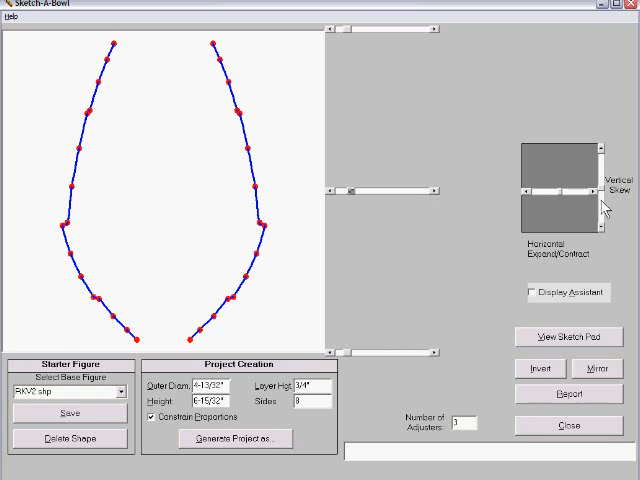 Sketch-A-Bowl
Help
Vertical
Skew
Horizontal
Expand/Contract
Display Assistant
View Sketch Pad
Invert
Mirror
Report
Close
Starter Figure
Select Base Figure
RKV2.shp
Save
Delete Shape
Project Creation
Outer Diam. 4-13/32" Layer Hgt. 3/4"
Height: 6-15/32" Sides 8
Constrain Proportions
Generate Project as...
Number of
Adjusters: 3